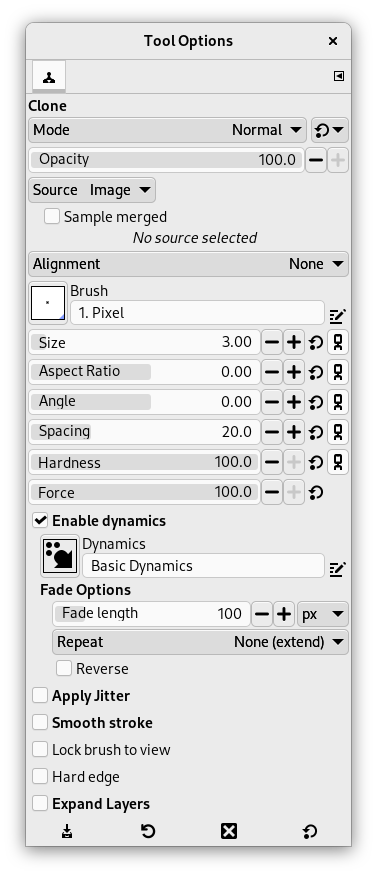 Tool Options
Clone
Mode Normal
Opacity 100.0
Source Image
Sample merged
No source selected
Alignment None
Brush
1. Pixel
Size 3.00
Aspect Ratio 0.00
Angle 0.00
Spacing 20.0
Hardness 100.0
Force 100.0
Enable dynamics
Dynamics
Basic Dynamics
Fade Options
Fade length 100 px
Repeat None (extend)
Reverse
Apply Jitter
Smooth stroke
Lock brush to view
Hard edge
Expand Layers